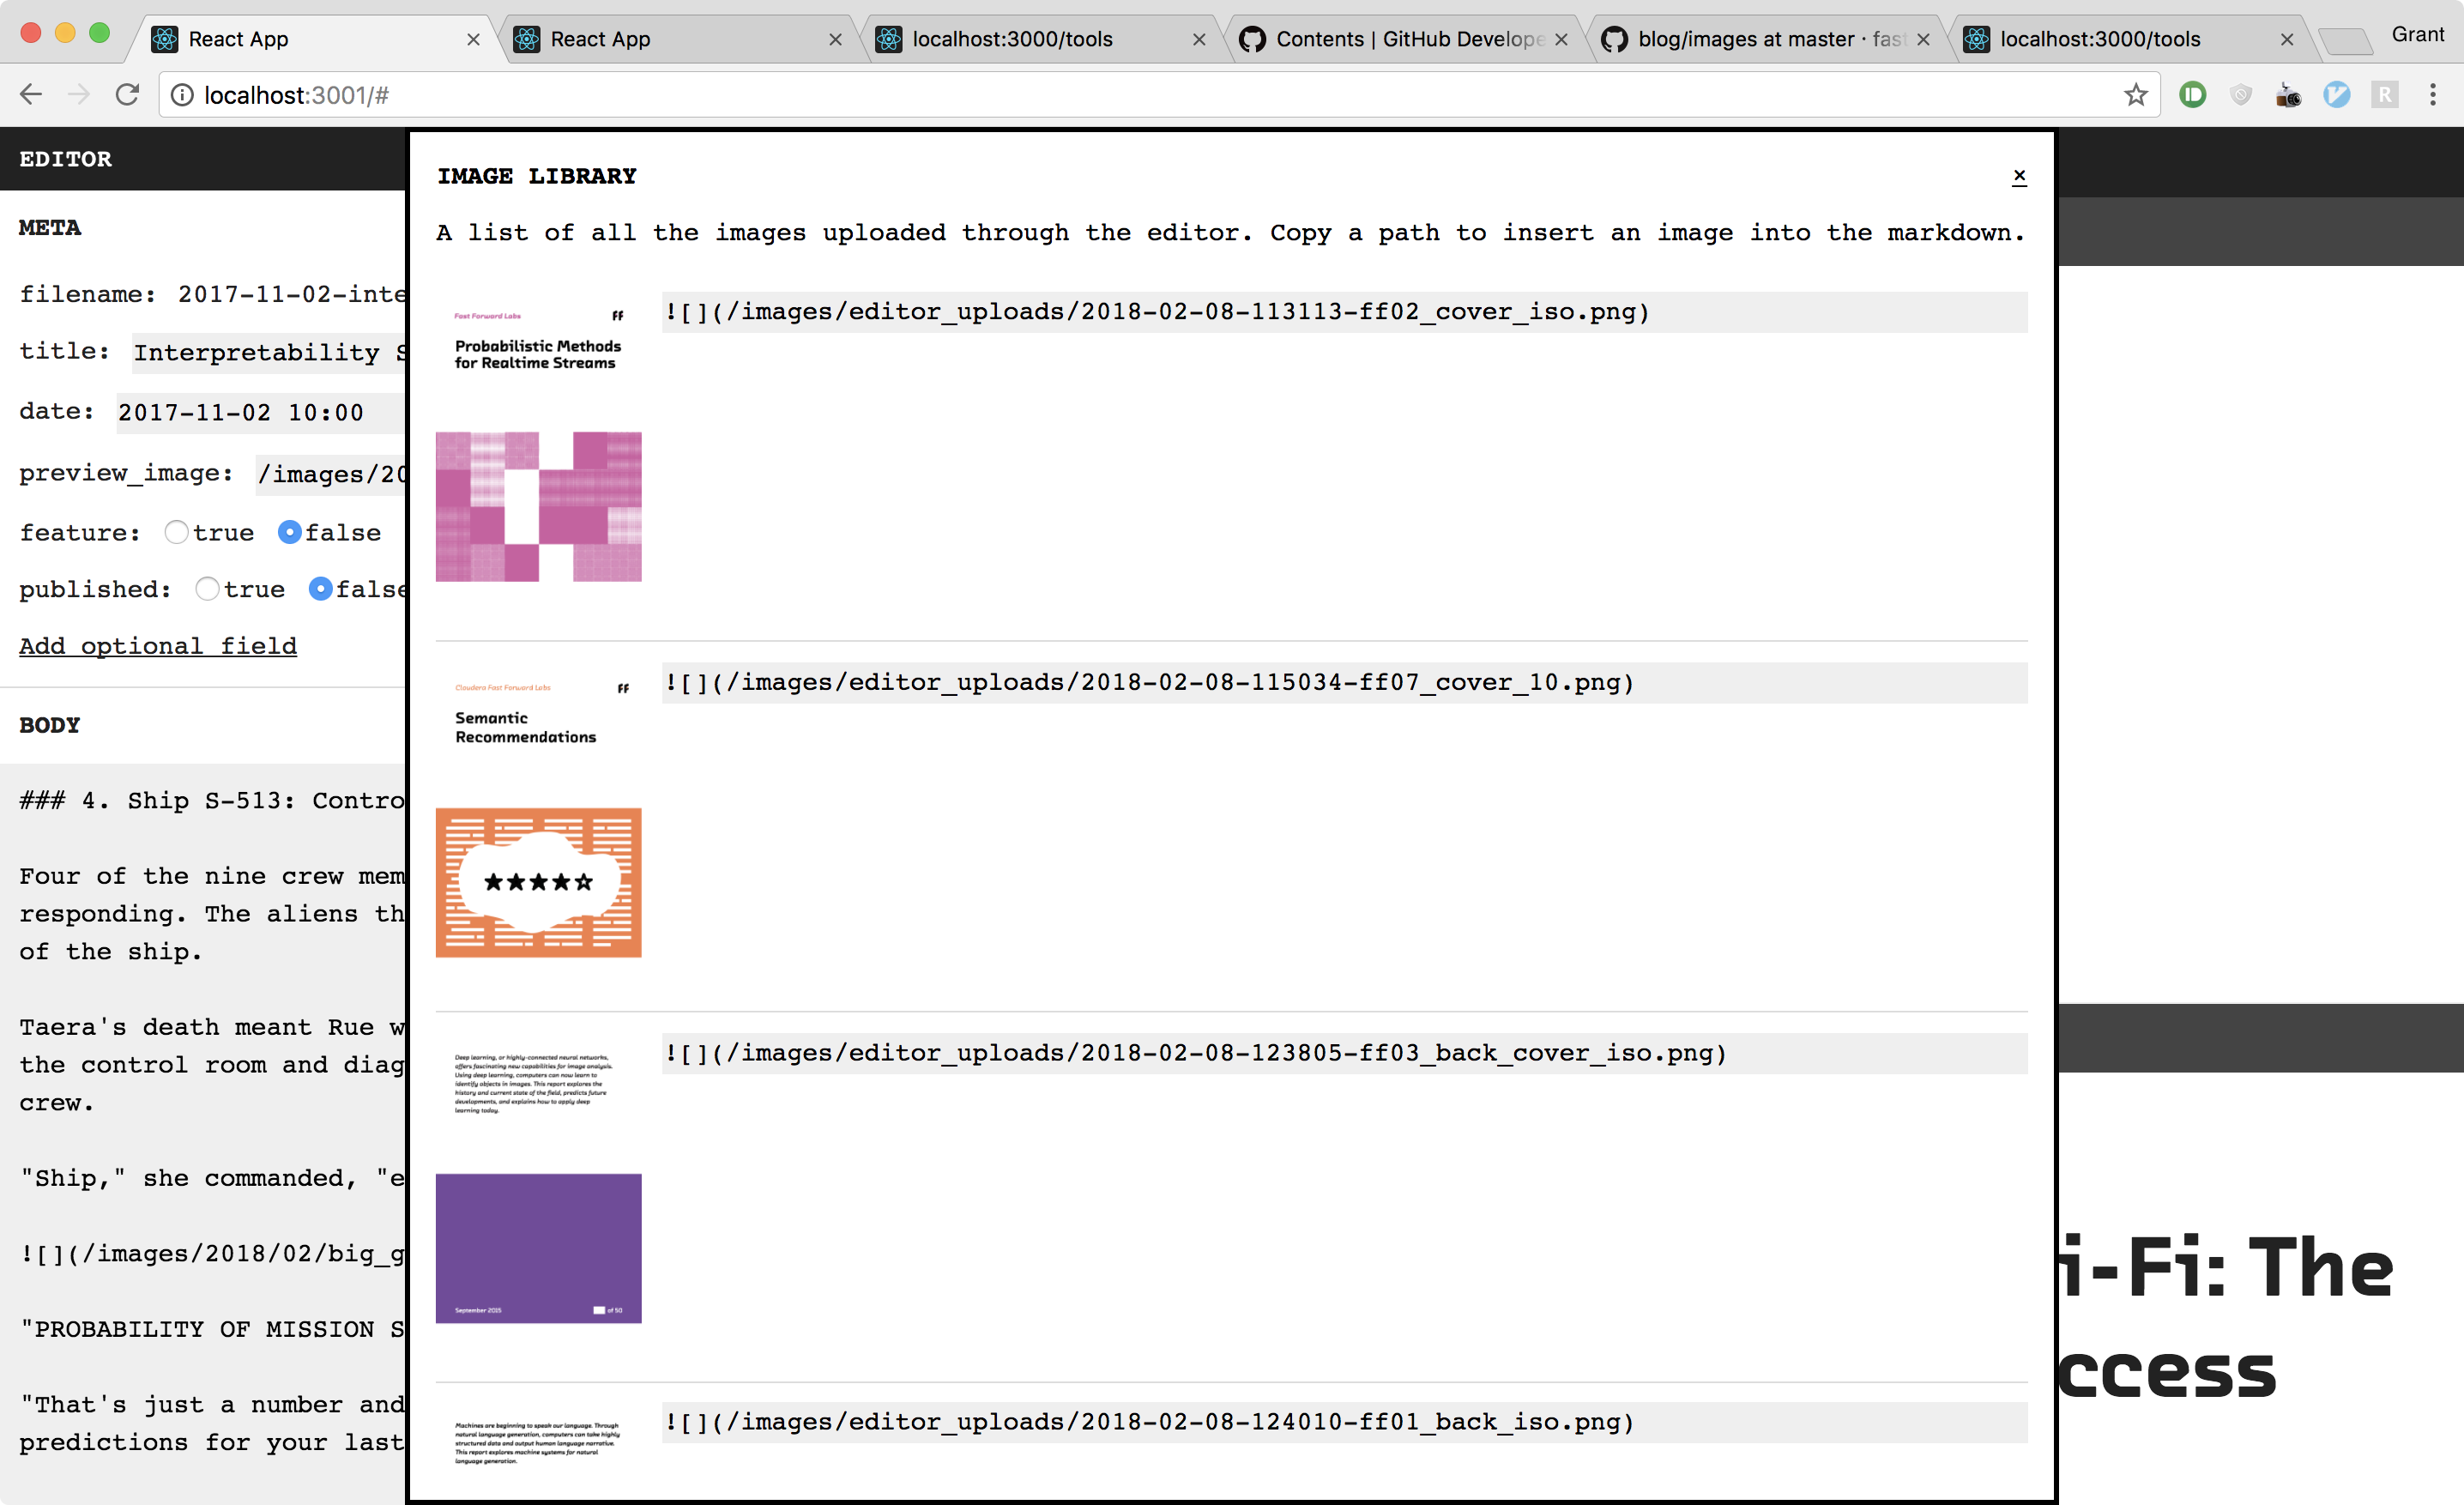 React App
React App
localhost:3000/tools
Contents | GitHub Develope
blog/images at master · fast
localhost:3000/tools
Grant
localhost:3001/#
EDITOR
META
filename: 2017-11-02-inte
title: Interpretability S
date: 2017-11-02 10:00
preview_image: /images/20
feature: true false
published: true false
Add optional field
BODY
### 4. Ship S-513: Contro
Four of the nine crew mem
responding. The aliens th
of the ship.
Taera's death meant Rue w
the control room and diag
crew.
"Ship," she commanded, "e
![](/images/2018/02/big_g
"PROBABILITY OF MISSION S
"That's just a number and
predictions for your last
IMAGE LIBRARY
×
A list of all the images uploaded through the editor. Copy a path to insert an image into the markdown.
Fast Forward Labs
FF
Probabilistic Methods
for Realtime Streams
![](/images/editor_uploads/2018-02-08-113113-ff02_cover_iso.png)
Cloudera Fast Forward Labs
FF
Semantic
Recommendations
![](/images/editor_uploads/2018-02-08-115034-ff07_cover_10.png)
Deep learning, or highly-connected neural networks,
offers fascinating new capabilities for image analysis.
Using deep learning, computers can now learn to
identify objects in images. This report explores the
history and current state of the field, predicts future
developments, and explains how to apply deep
learning today.
September 2015
of 50
![](/images/editor_uploads/2018-02-08-123805-ff03_back_cover_iso.png)
Machines are beginning to speak our language. Through
natural language generation, computers can take highly
structured data and output human language narrative.
This report explores machine systems for natural
language generation.
![](/images/editor_uploads/2018-02-08-124010-ff01_back_iso.png)
i-Fi: The
ccess